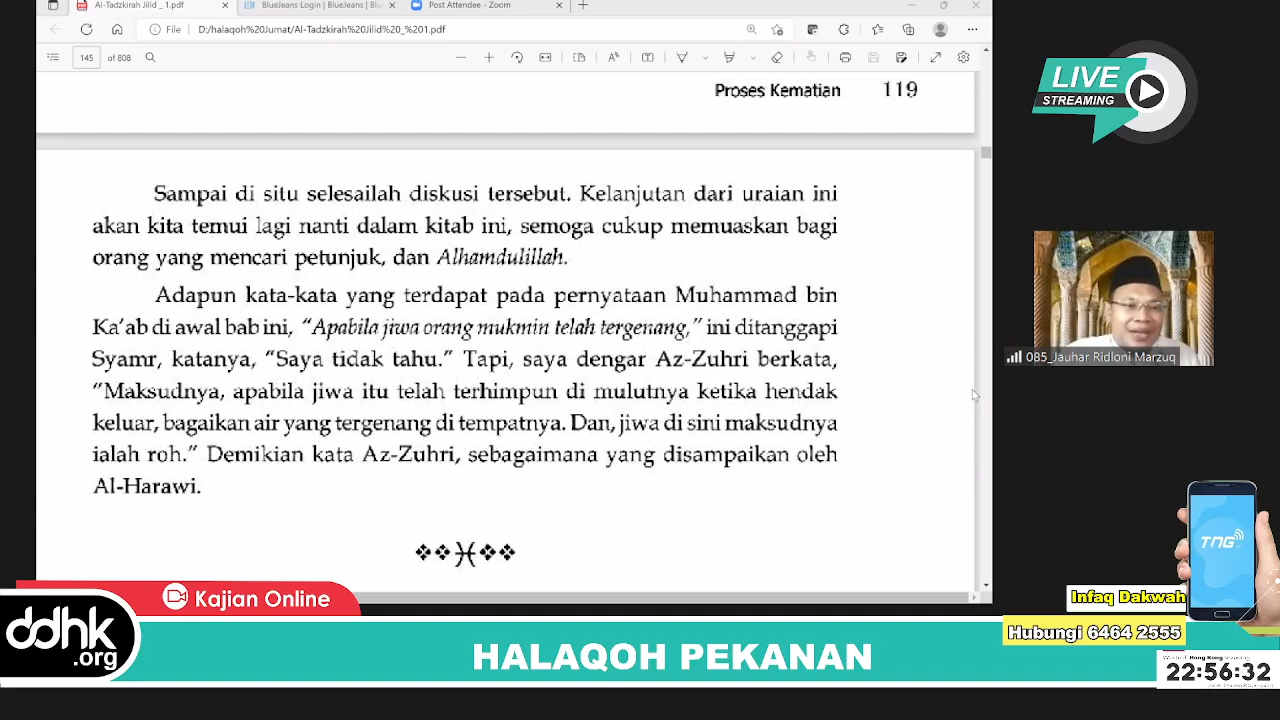 Al-Tadzkirah Jilid _ 1.pdf
BlueJeans Login | BlueJeans | Blu
Post Attendee - Zoom
File
D:/halaqoh%20Jumat/Al-Tadzkirah%20Jilid%20_%201.pdf
145 of 808
Proses Kematian 119
Sampai di situ selesailah diskusi tersebut. Kelanjutan dari uraian ini
akan kita temui lagi nanti dalam kitab ini, semoga cukup memuaskan bagi
orang yang mencari petunjuk, dan Alhamdulillah.
Adapun kata-kata yang terdapat pada pernyataan Muhammad bin
Ka'ab di awal bab ini, "Apabila jiwa orang mukmin telah tergenang," ini ditanggapi
Syamr, katanya, "Saya tidak tahu." Tapi, saya dengar Az-Zuhri berkata,
"Maksudnya, apabila jiwa itu telah terhimpun di mulutnya ketika hendak
keluar, bagaikan air yang tergenang di tempatnya. Dan, jiwa di sini maksudnya
ialah roh." Demikian kata Az-Zuhri, sebagaimana yang disampaikan oleh
Al-Harawi.
LIVE
STREAMING
085_Jauhar Ridloni Marzuq
TNG
Kajian Online
Infaq Dakwah
Hubungi 6464 2555
ddhk
.org
HALAQOH PEKANAN
22:56:32